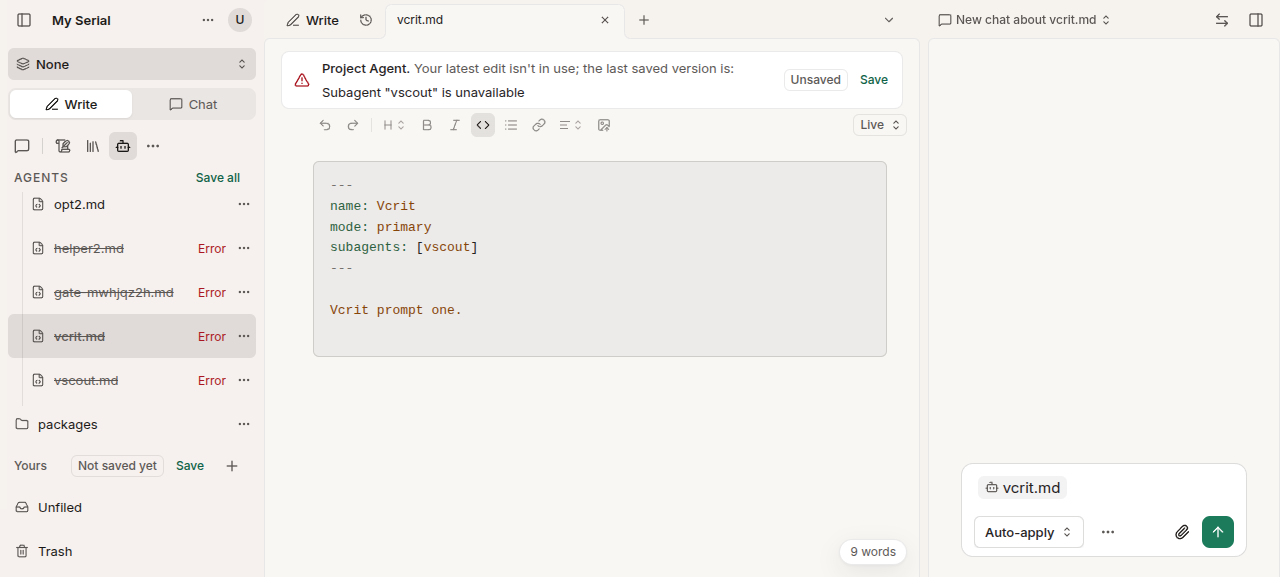 My Serial
U
None
Write
Chat
AGENTS
Save all
opt2.md
helper2.md
Error
gate-mwhjqz2h.md
Error
vcrit.md
Error
vscout.md
Error
packages
Yours
Not saved yet
Save
Unfiled
Trash
Write
vcrit.md
Project Agent. Your latest edit isn't in use; the last saved version is:
Subagent "vscout" is unavailable
Unsaved
Save
H
B
I
Live
---
name: Vcrit
mode: primary
subagents: [vscout]
---
Vcrit prompt one.
9 words
New chat about vcrit.md
vcrit.md
Auto-apply